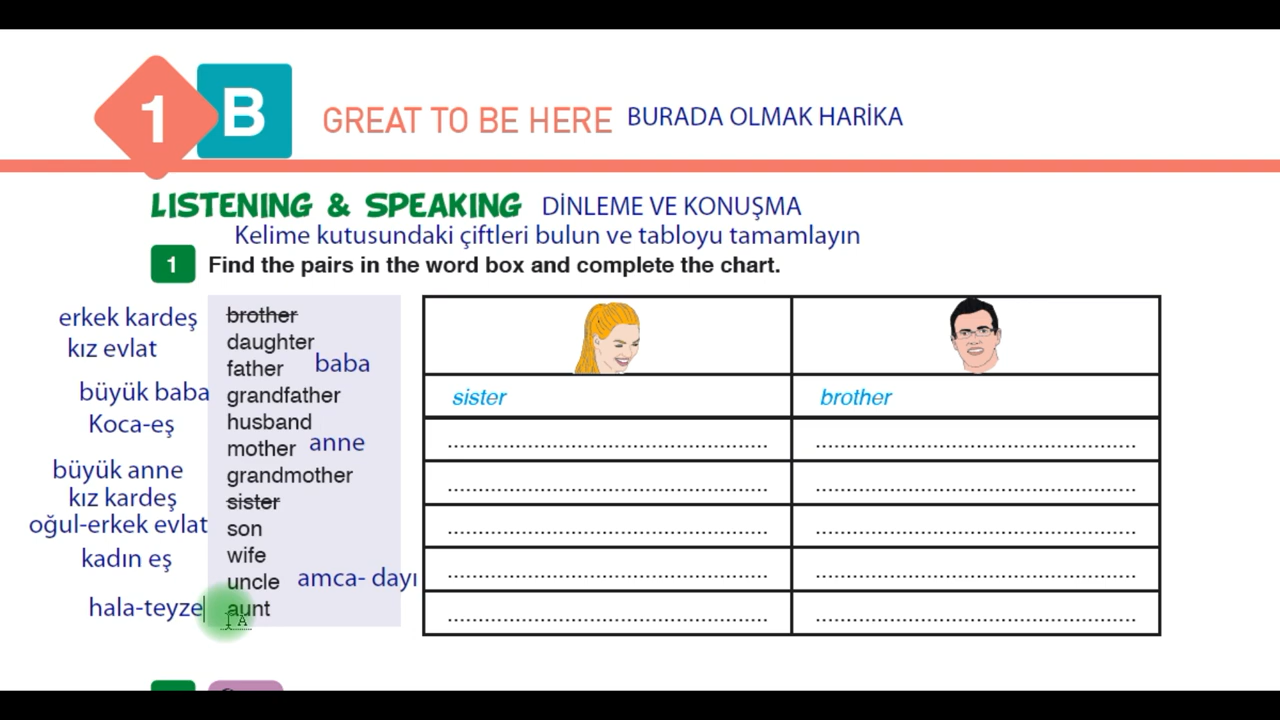 1 B GREAT TO BE HERE BURADA OLMAK HARİKA
LISTENING & SPEAKING DİNLEME VE KONUŞMA
Kelime kutusundaki çiftleri bulun ve tabloyu tamamlayın
1 Find the pairs in the word box and complete the chart.
erkek kardeş brother
kız evlat daughter
father baba
büyük baba grandfather
Koca-eş husband
mother anne
büyük anne grandmother
kız kardeş sister
oğul-erkek evlat son
kadın eş wife
uncle amca- dayı
hala-teyze aunt
sister brother
................................................ ................................................
................................................ ................................................
................................................ ................................................
................................................ ................................................
................................................ ................................................